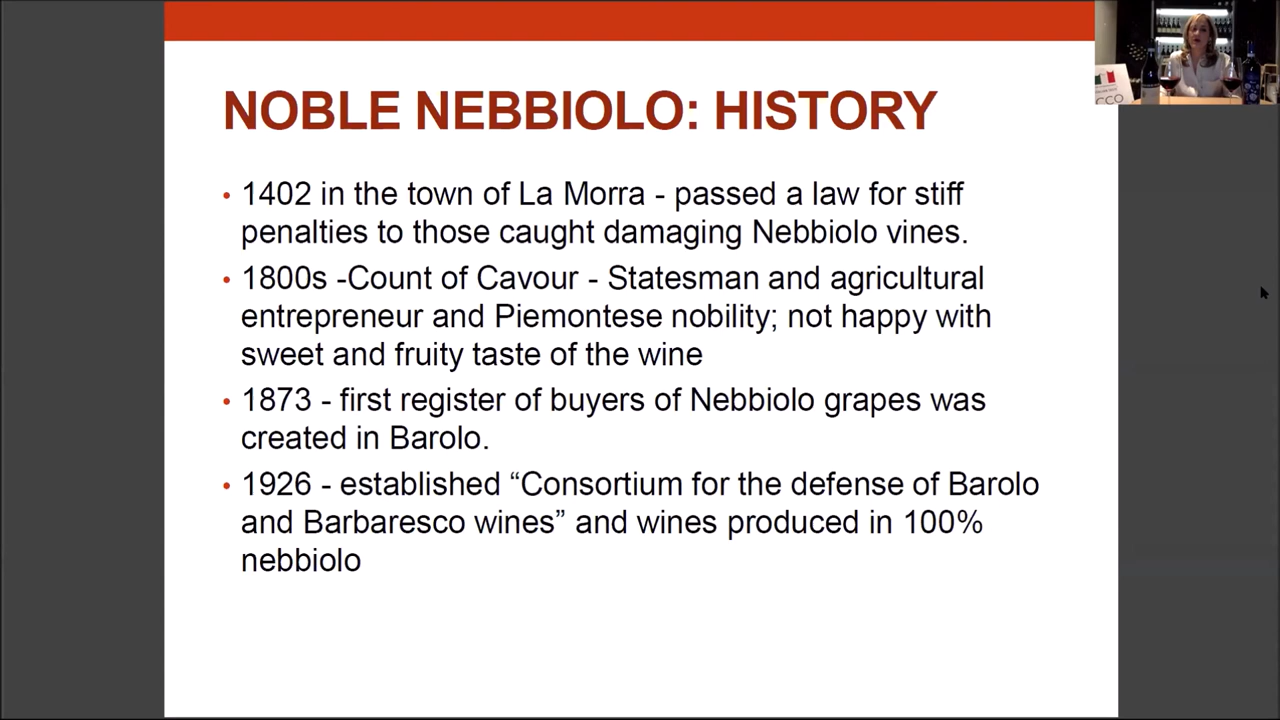 NOBLE NEBBIOLO: HISTORY
• 1402 in the town of La Morra - passed a law for stiff
penalties to those caught damaging Nebbiolo vines.
• 1800s -Count of Cavour - Statesman and agricultural
entrepreneur and Piemontese nobility; not happy with
sweet and fruity taste of the wine
• 1873 - first register of buyers of Nebbiolo grapes was
created in Barolo.
• 1926 - established “Consortium for the defense of Barolo
and Barbaresco wines” and wines produced in 100%
nebbiolo